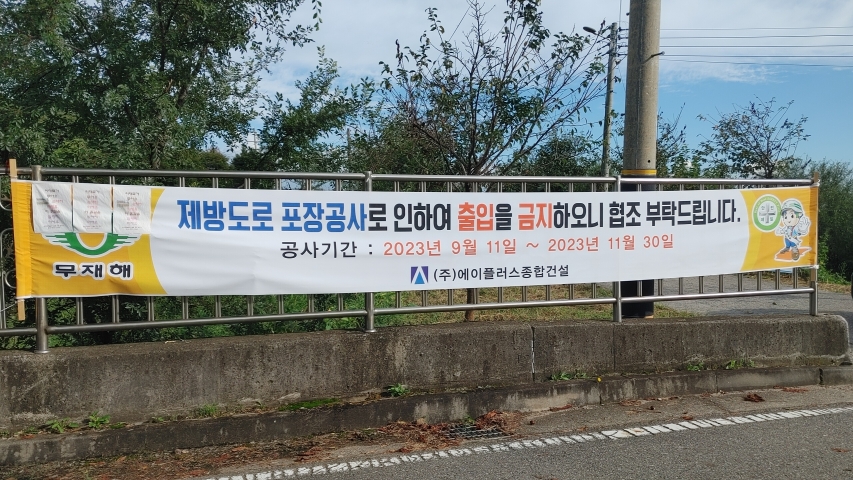 제방도로 포장공사로 인하여 출입을 금지하오니 협조 부탁드립니다.
공사기간 : 2023년 9월 11일 ~ 2023년 11월 30일
(주)에이플러스종합건설
무재해